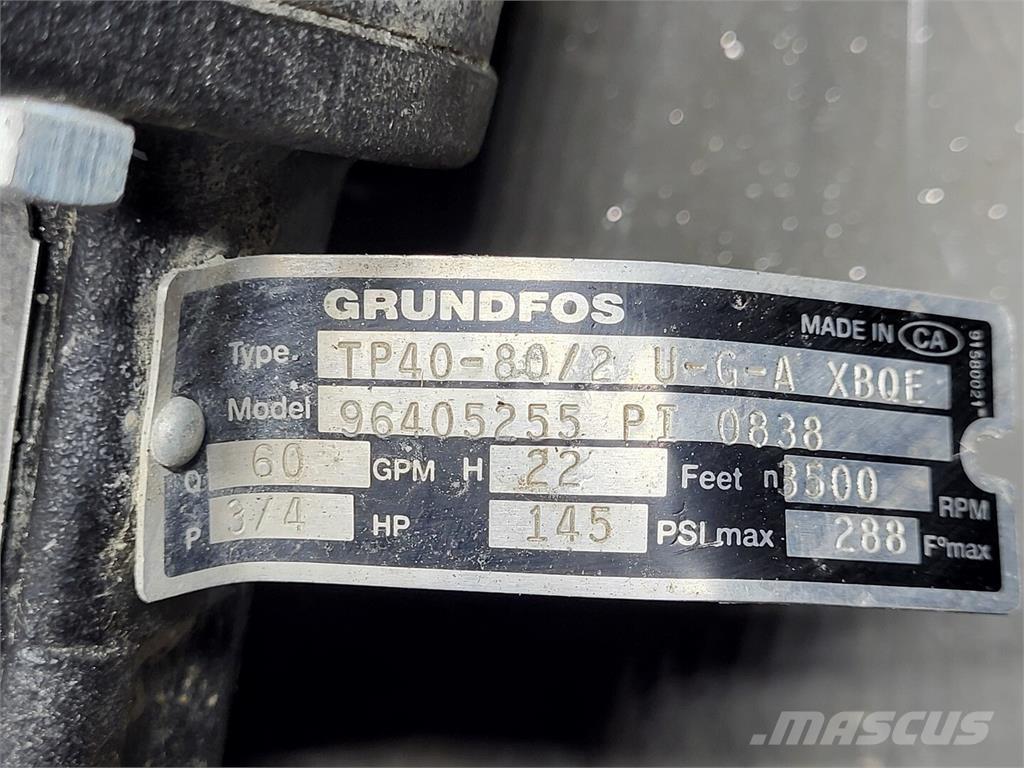 GRUNDFOS
MADE IN CA
Type. TP40-80/2 U-G-A XBQE
Model 96405255 PI 0838
Q 60 GPM H 22 Feet n 3500 RPM
P 3/4 HP 145 PSI max 288 F°max
MASCUS